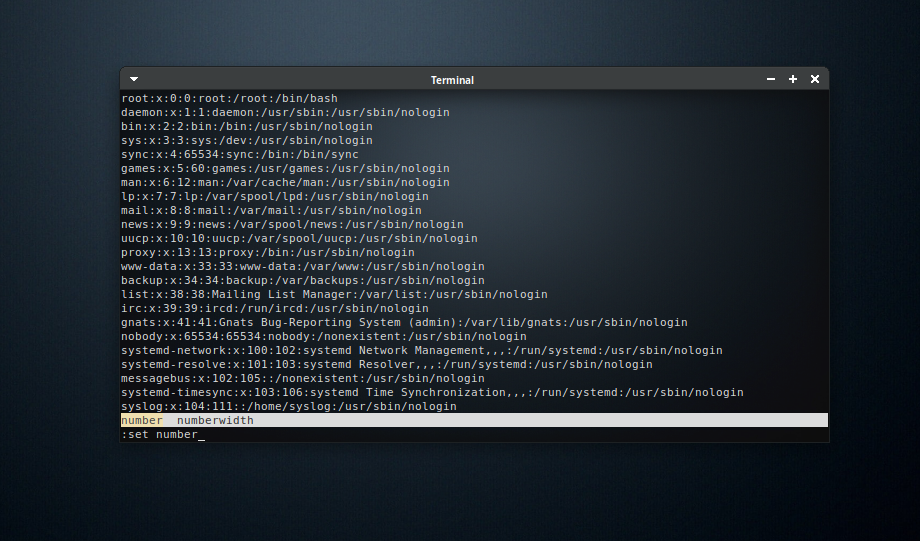 Terminal
root:x:0:0:root:/root:/bin/bash
daemon:x:1:1:daemon:/usr/sbin:/usr/sbin/nologin
bin:x:2:2:bin:/bin:/usr/sbin/nologin
sys:x:3:3:sys:/dev:/usr/sbin/nologin
sync:x:4:65534:sync:/bin:/bin/sync
games:x:5:60:games:/usr/games:/usr/sbin/nologin
man:x:6:12:man:/var/cache/man:/usr/sbin/nologin
lp:x:7:7:lp:/var/spool/lpd:/usr/sbin/nologin
mail:x:8:8:mail:/var/mail:/usr/sbin/nologin
news:x:9:9:news:/var/spool/news:/usr/sbin/nologin
uucp:x:10:10:uucp:/var/spool/uucp:/usr/sbin/nologin
proxy:x:13:13:proxy:/bin:/usr/sbin/nologin
www-data:x:33:33:www-data:/var/www:/usr/sbin/nologin
backup:x:34:34:backup:/var/backups:/usr/sbin/nologin
list:x:38:38:Mailing List Manager:/var/list:/usr/sbin/nologin
irc:x:39:39:ircd:/run/ircd:/usr/sbin/nologin
gnats:x:41:41:Gnats Bug-Reporting System (admin):/var/lib/gnats:/usr/sbin/nologin
nobody:x:65534:65534:nobody:/nonexistent:/usr/sbin/nologin
systemd-network:x:100:102:systemd Network Management,,,:/run/systemd:/usr/sbin/nologin
systemd-resolve:x:101:103:systemd Resolver,,,:/run/systemd:/usr/sbin/nologin
messagebus:x:102:105::/nonexistent:/usr/sbin/nologin
systemd-timesync:x:103:106:systemd Time Synchronization,,,:/run/systemd:/usr/sbin/nologin
syslog:x:104:111::/home/syslog:/usr/sbin/nologin
number  numberwidth
:set number